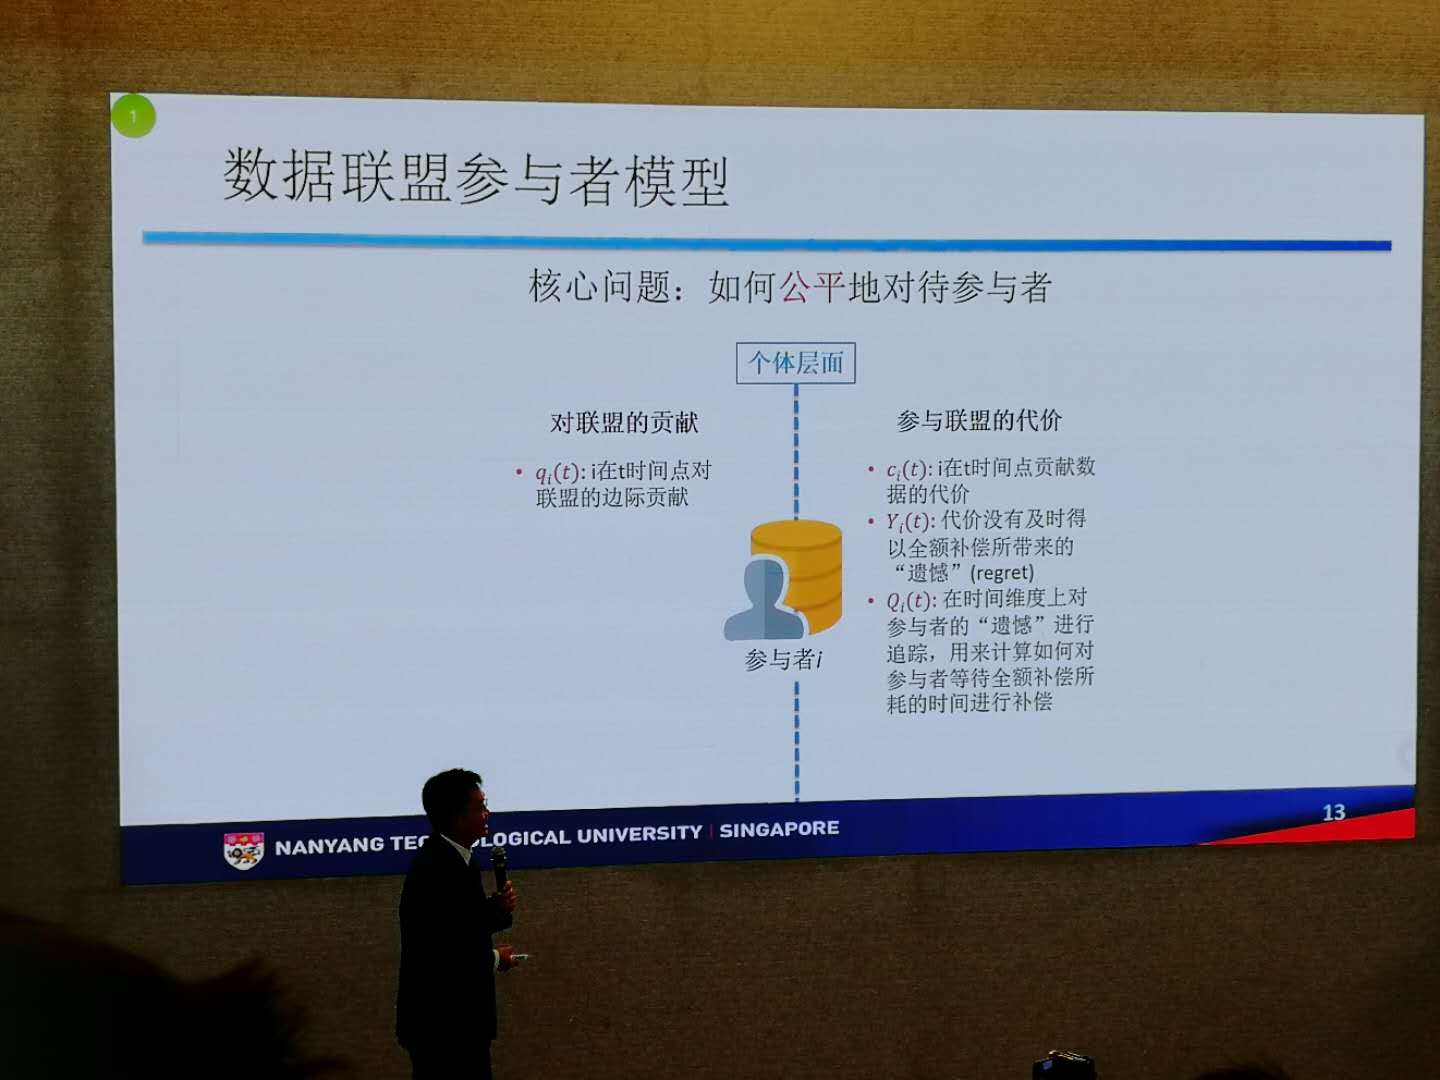 1
数据联盟参与者模型
核心问题：如何公平地对待参与者
个体层面
对联盟的贡献
• qᵢ(t): i在t时间点对
联盟的边际贡献
参与者i
参与联盟的代价
• cᵢ(t): i在t时间点贡献数
据的代价
• Yᵢ(t): 代价没有及时得
以全额补偿所带来的
“遗憾”(regret)
• Qᵢ(t): 在时间维度上对
参与者的“遗憾”进行
追踪，用来计算如何对
参与者等待全额补偿所
耗的时间进行补偿
NANYANG TEC OLOGICAL UNIVERSITY | SINGAPORE
13